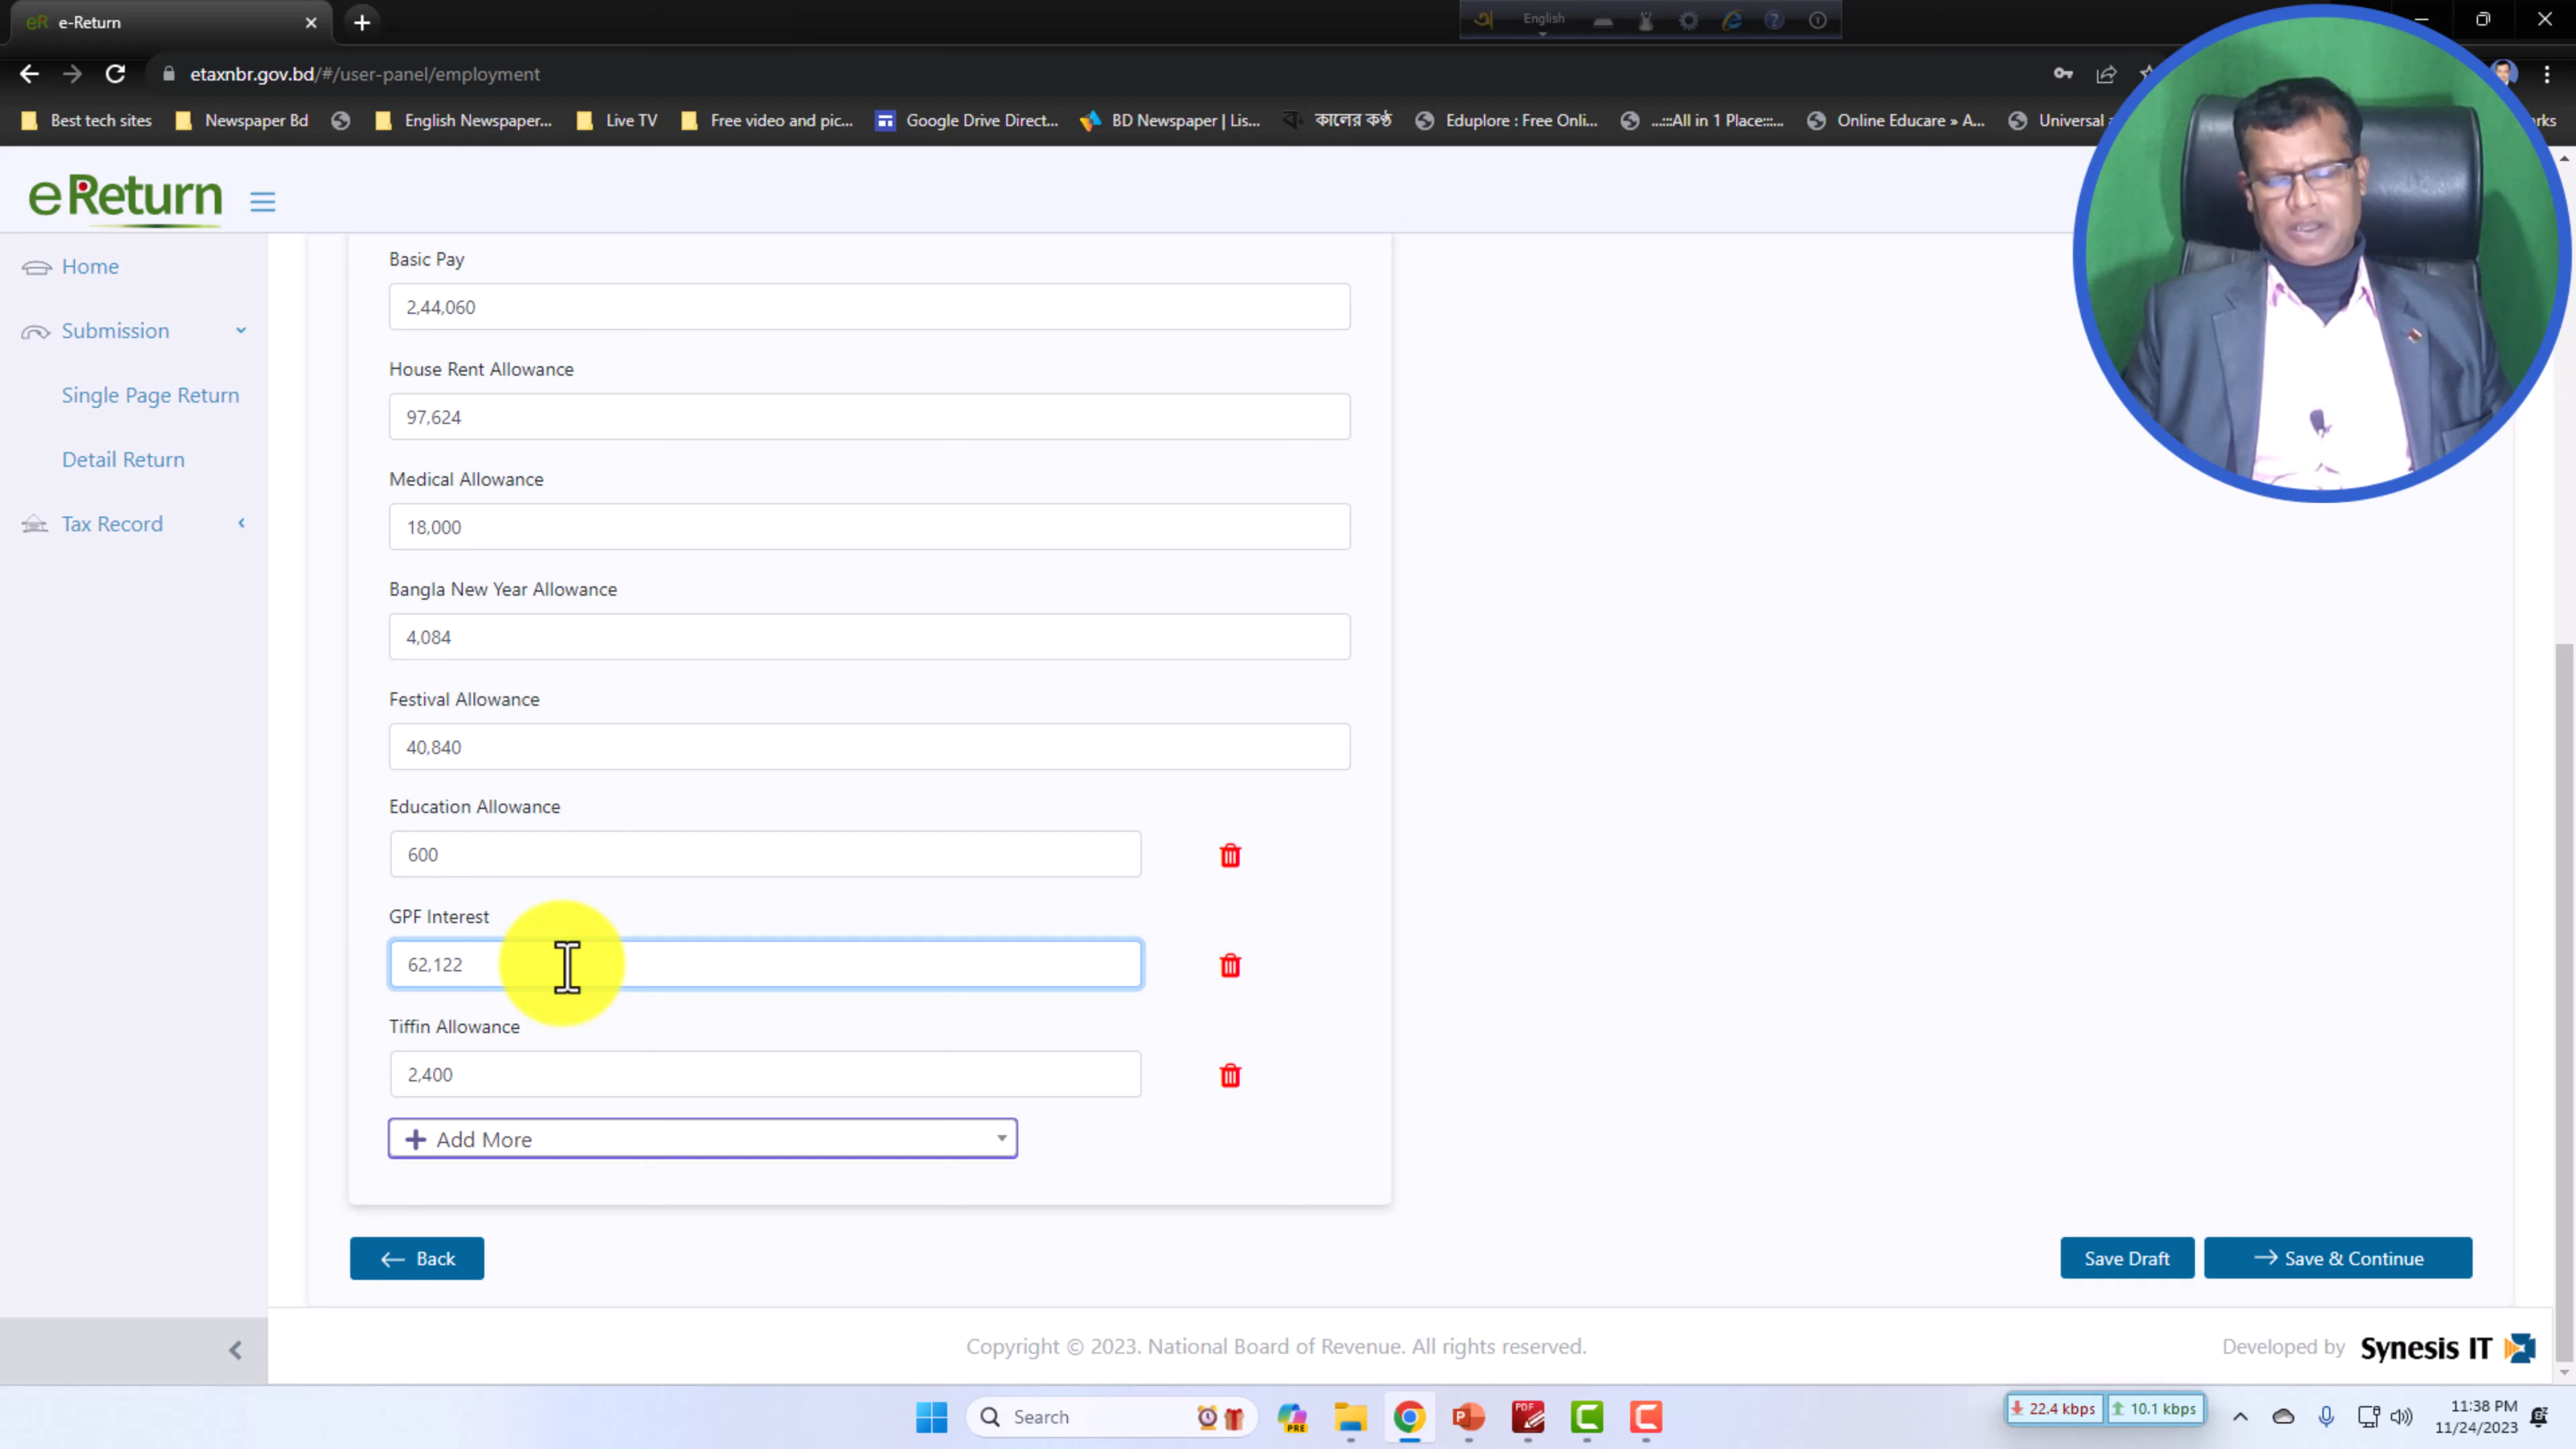 eR e-Return
English
etaxnbr.gov.bd/#/user-panel/employment
Best tech sites
Newspaper Bd
English Newspaper...
Live TV
Free video and pic...
Google Drive Direct...
BD Newspaper | Lis...
কালের কণ্ঠ
Eduplore : Free Onli...
...:::All in 1 Place:::...
Online Educare » A...
Universal
eReturn
Home
Submission
Single Page Return
Detail Return
Tax Record
Basic Pay
2,44,060
House Rent Allowance
97,624
Medical Allowance
18,000
Bangla New Year Allowance
4,084
Festival Allowance
40,840
Education Allowance
600
GPF Interest
62,122
Tiffin Allowance
2,400
Add More
Back
Save Draft
Save & Continue
Copyright © 2023. National Board of Revenue. All rights reserved.
Developed by Synesis IT
Search
PRE
PDF
22.4 kbps
10.1 kbps
11:38 PM
11/24/2023